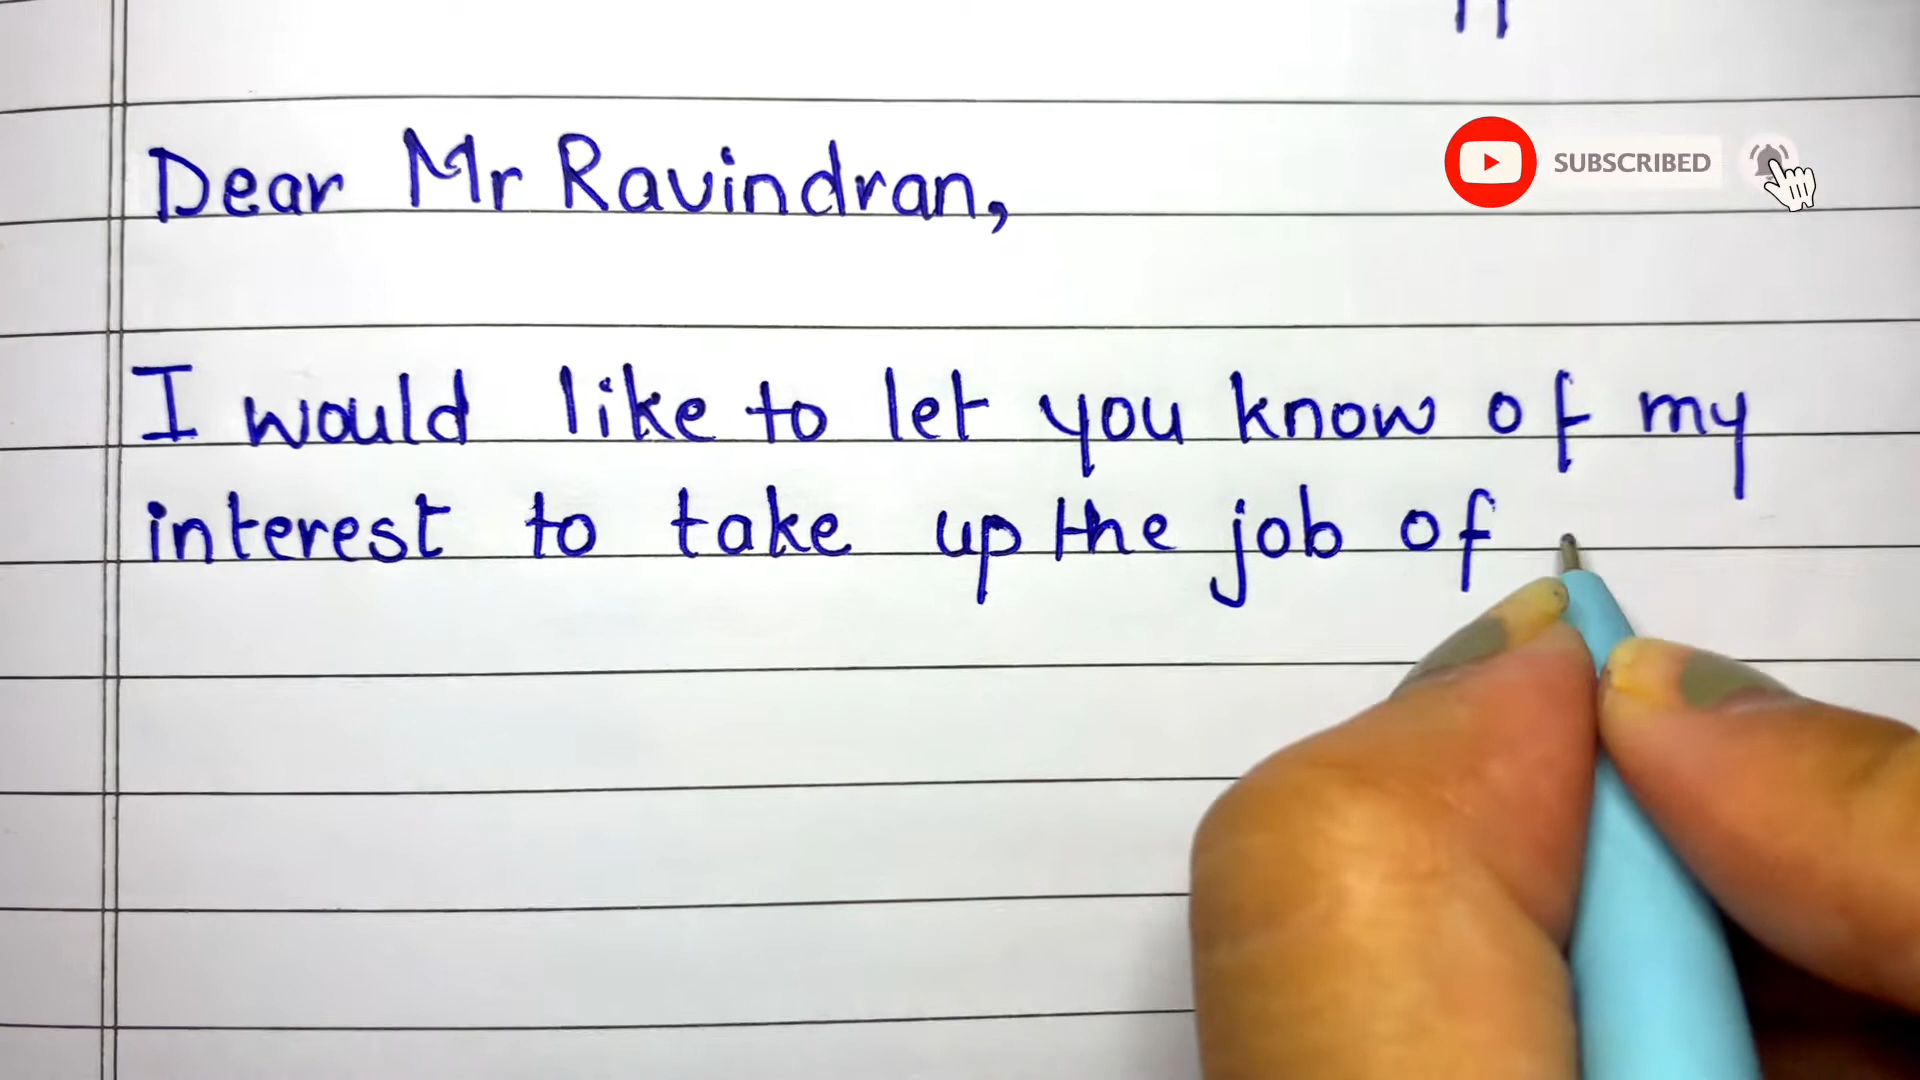 Dear Mr Ravindran,
SUBSCRIBED
I would like to let you know of my
interest to take up the job of